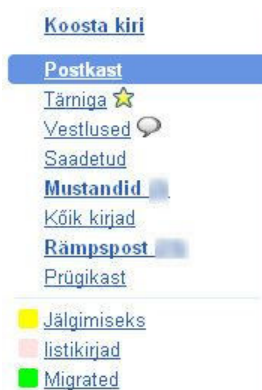 Koosta kiri
Postkast
Tärniga
Vestlused
Saadetud
Mustandid
Kõik kirjad
Rämpspost
Prügikast
Jälgimiseks
listikirjad
Migrated